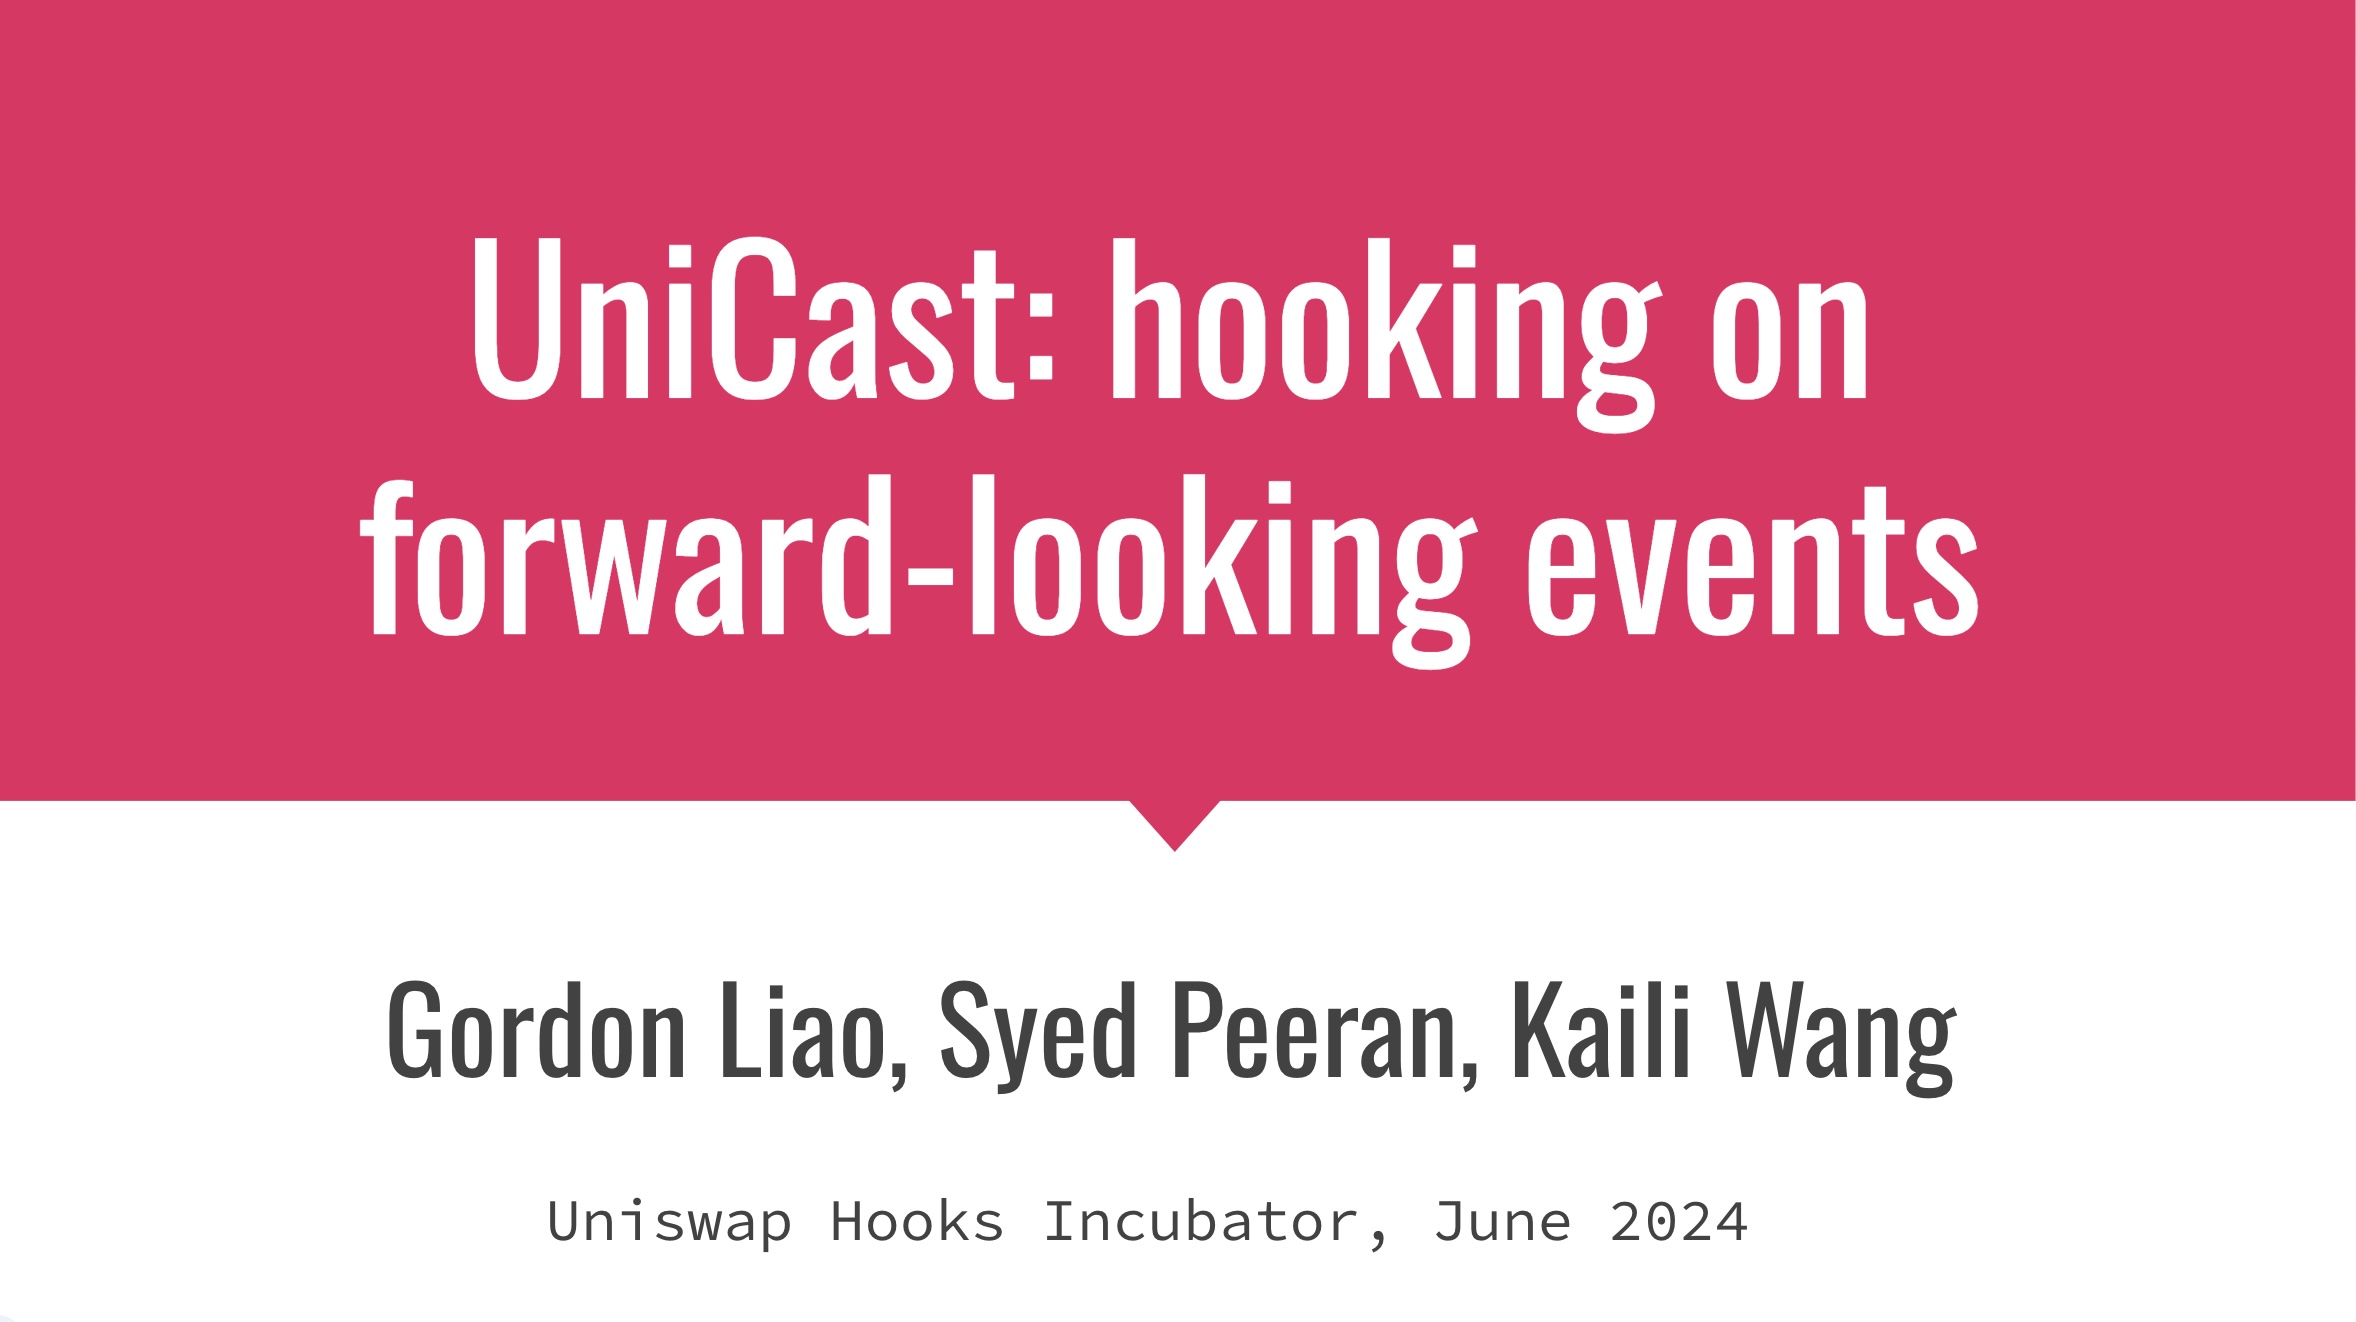 UniCast: hooking on
forward-looking events
Gordon Liao, Syed Peeran, Kaili Wang
Uniswap Hooks Incubator, June 2024